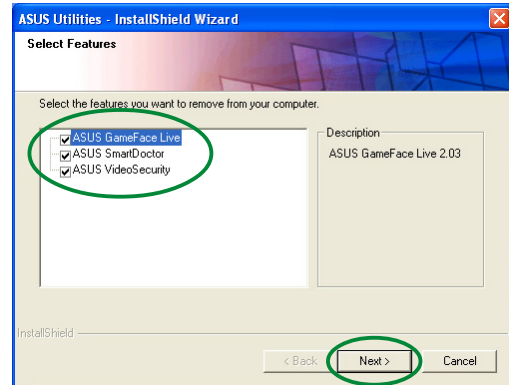 ASUS Utilities - InstallShield Wizard
Select Features
Select the features you want to remove from your computer.
ASUS GameFace Live
ASUS SmartDoctor
ASUS VideoSecurity
Description
ASUS GameFace Live 2.03
InstallShield
< Back
Next >
Cancel